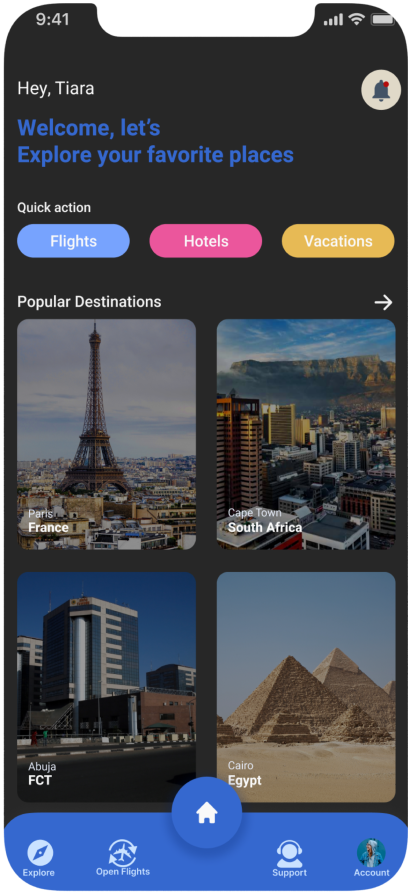 9:41
Hey, Tiara
Welcome, let's
Explore your favorite places
Quick action
Flights
Hotels
Vacations
Popular Destinations
Paris
France
Cape Town
South Africa
Abuja
FCT
Cairo
Egypt
Explore
Open Flights
Support
Account